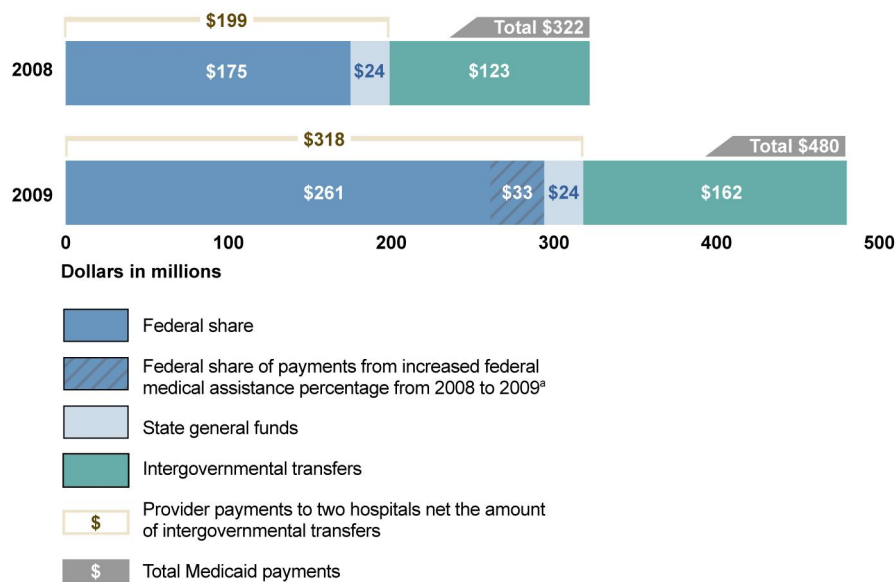 $199
Total $322
2008
$175
$24
$123
$318
Total $480
2009
$261
$33
$24
$162
0
100
200
300
400
500
Dollars in millions
Federal share
Federal share of payments from increased federal
medical assistance percentage from 2008 to 2009ª
State general funds
Intergovernmental transfers
$
Provider payments to two hospitals net the amount
of intergovernmental transfers
$
Total Medicaid payments